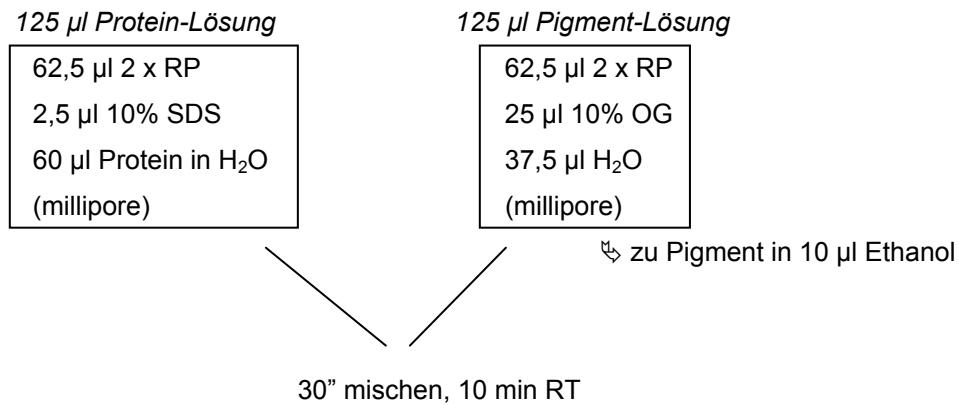 125 µl Protein-Lösung
62,5 µl 2 x RP
2,5 µl 10% SDS
60 µl Protein in H₂O
(millipore)
125 µl Pigment-Lösung
62,5 µl 2 x RP
25 µl 10% OG
37,5 µl H₂O
(millipore)
zu Pigment in 10 µl Ethanol
30” mischen, 10 min RT